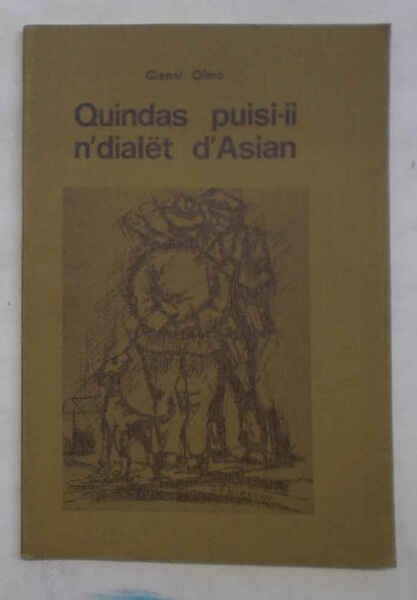 Gianni Olmo
Quindas puisi-ii
n'dialët d'Asian